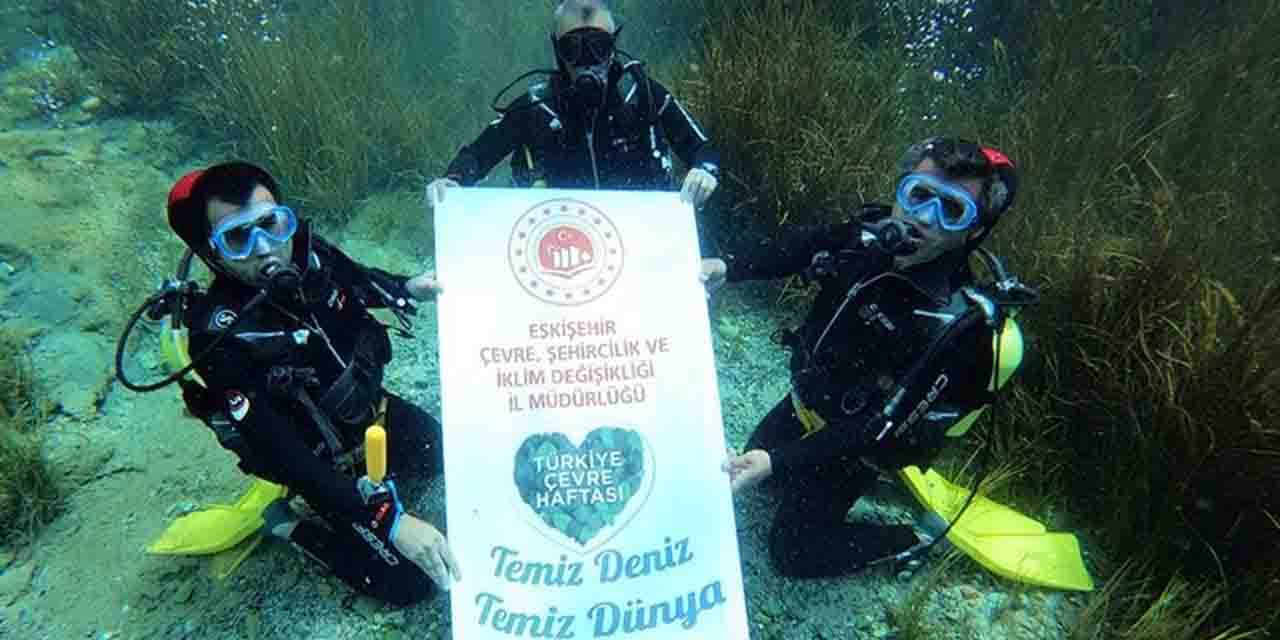 ESKİŞEHİR
ÇEVRE, ŞEHİRCİLİK VE
İKLİM DEĞİŞİKLİĞİ
İL MÜDÜRLÜĞÜ
TÜRKİYE
ÇEVRE
HAFTASI
Temiz Deniz
Temiz Dünya